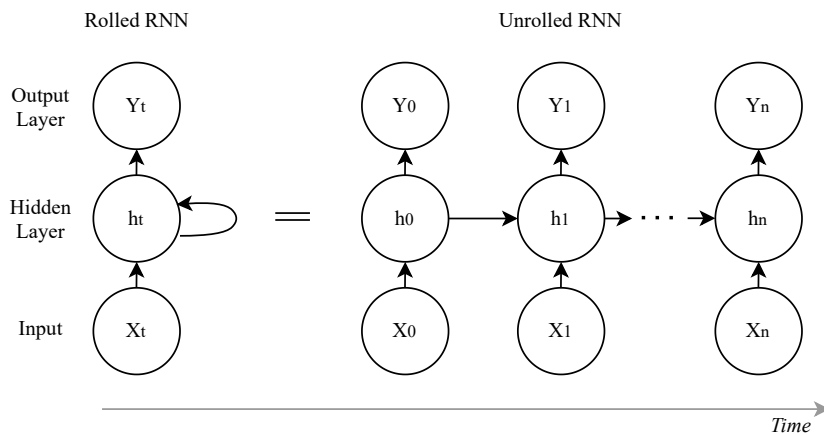 Rolled RNN
Unrolled RNN
Output
Layer
Yt
Y0
Y1
Yn
Hidden
Layer
ht
h0
h1
. . .
hn
Input
Xt
X0
X1
Xn
Time